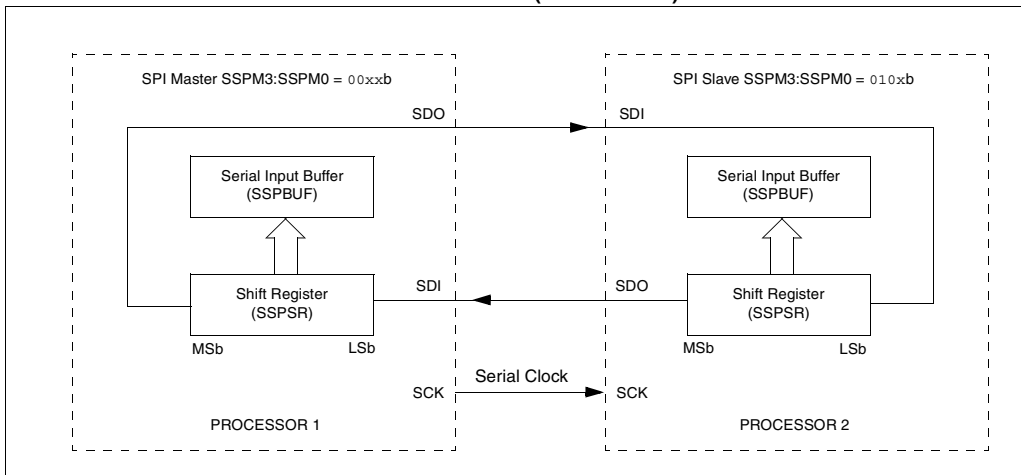 SPI Master SSPM3:SSPM0 = 00xxb
SPI Slave SSPM3:SSPM0 = 010xb
SDO
SDI
Serial Input Buffer
(SSPBUF)
Serial Input Buffer
(SSPBUF)
SDI
SDO
Shift Register
(SSPSR)
Shift Register
(SSPSR)
MSb
LSb
MSb
LSb
Serial Clock
SCK
SCK
PROCESSOR 1
PROCESSOR 2